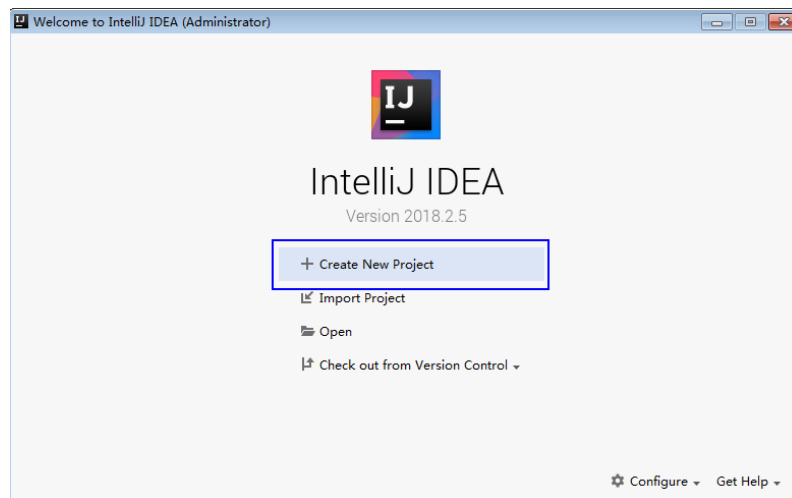 Welcome to IntelliJ IDEA (Administrator)
IJ
IntelliJ IDEA
Version 2018.2.5
Create New Project
Import Project
Open
Check out from Version Control
Configure Get Help